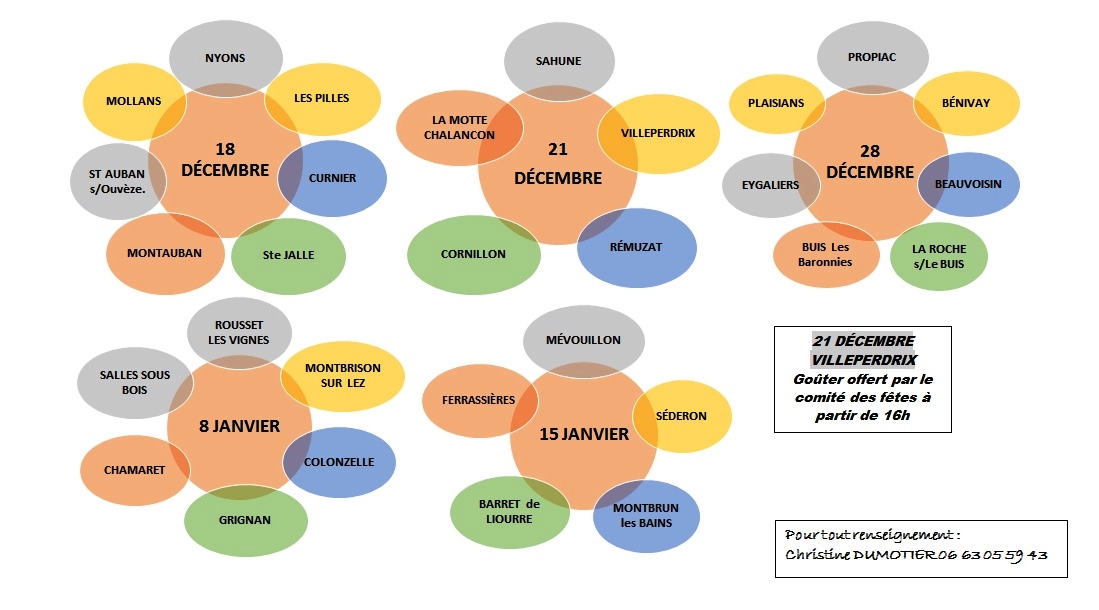 NYONS
MOLLANS
LES PILLES
18
DÉCEMBRE
ST AUBAN
s/Ouvèze.
CURNIER
MONTAUBAN
Ste JALLE
SAHUNE
LA MOTTE
CHALANCON
VILLEPERDRIX
21
DÉCEMBRE
CORNILLON
RÉMUZAT
PROPIAC
PLAISIANS
BÉNIVAY
28
DÉCEMBRE
EYGALIERS
BEAUVOISIN
BUIS Les
Baronnies
LA ROCHE
s/Le BUIS
ROUSSET
LES VIGNES
SALLES SOUS
BOIS
MONTBRISON
SUR LEZ
8 JANVIER
CHAMARET
COLONZELLE
GRIGNAN
MÉVOUILLON
FERRASSIÈRES
SÉDERON
15 JANVIER
BARRET de
LIOURRE
MONTBRUN
les BAINS
21 DÉCEMBRE
VILLEPERDRIX
Goûter offert par le
comité des fêtes à
partir de 16h
Pour tout renseignement :
Christine DUMOTIER 06 63 05 59 43